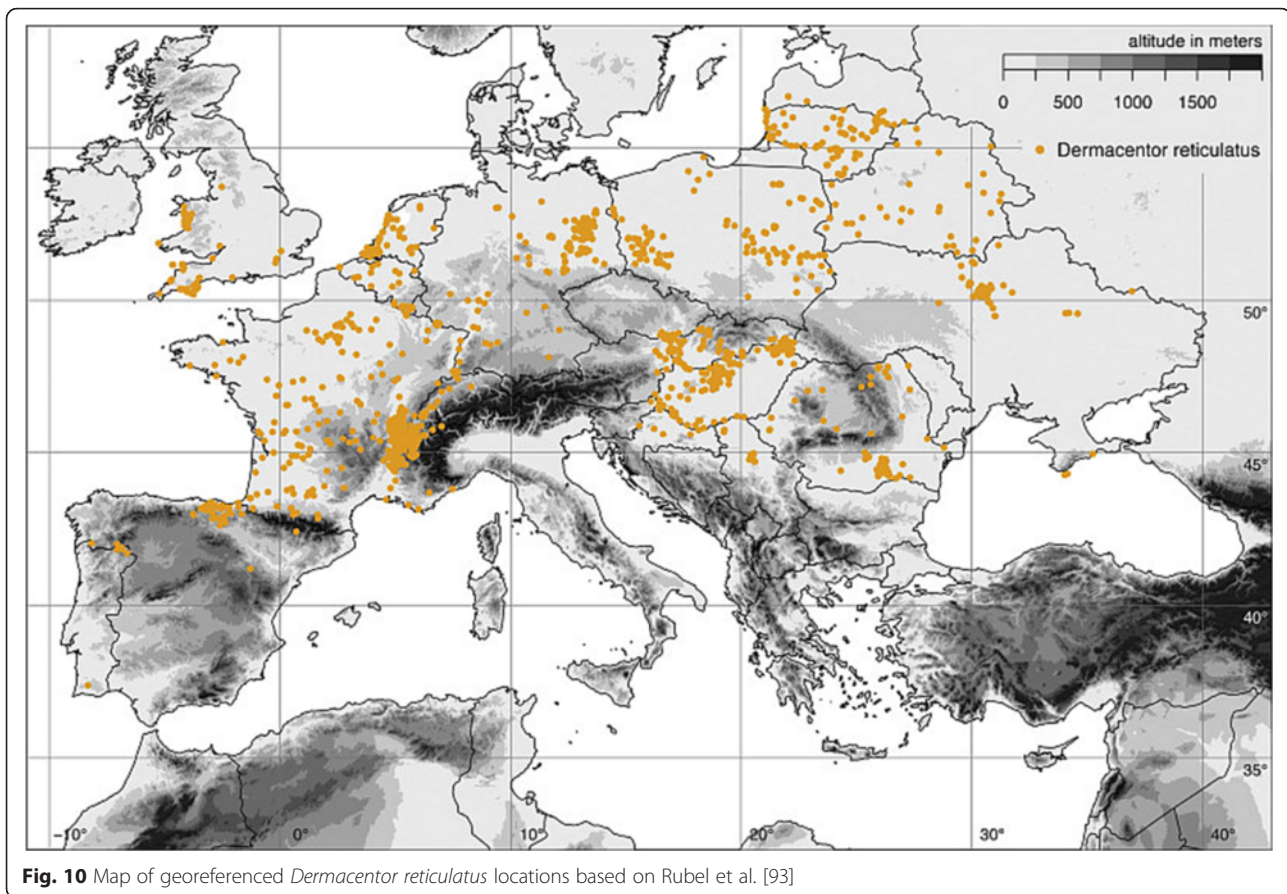 altitude in meters
0 500 1000 1500
Dermacentor reticulatus
50°
45°
40°
35°
−10° 0° 10° 20° 30° 40°
Fig. 10 Map of georeferenced Dermacentor reticulatus locations based on Rubel et al. [93]